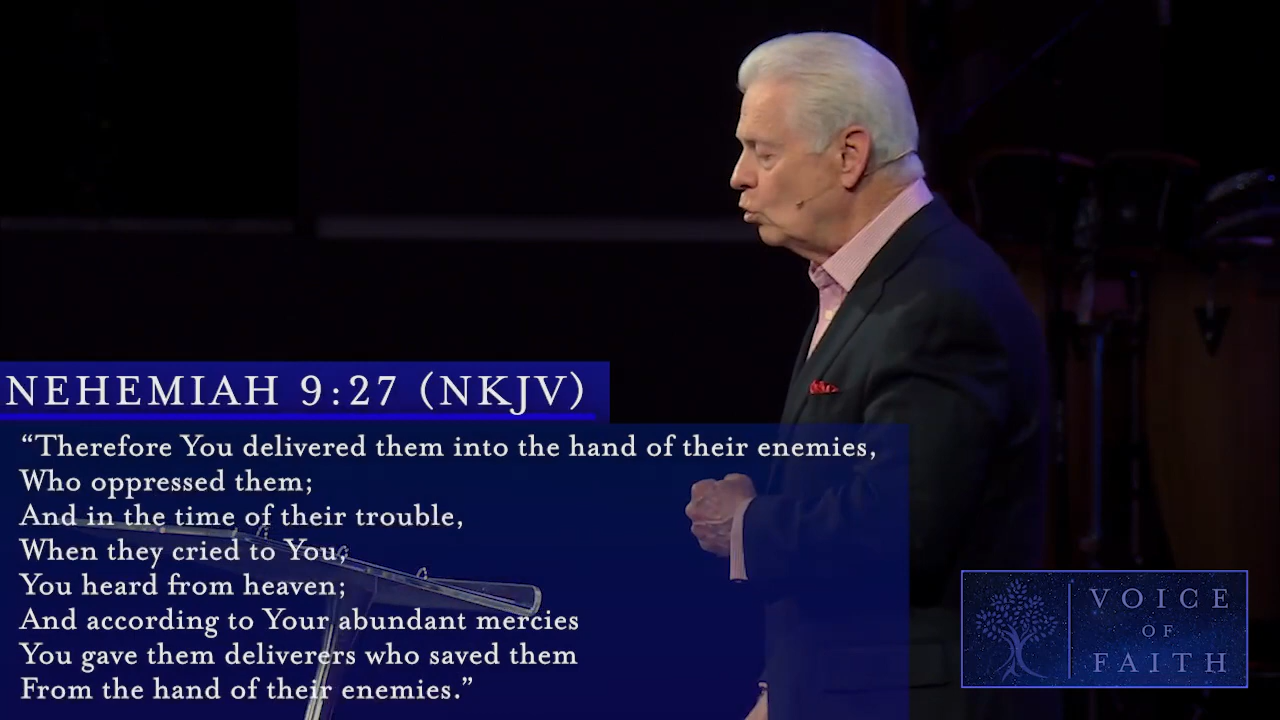 NEHEMIAH 9:27 (NKJV)
“Therefore You delivered them into the hand of their enemies,
Who oppressed them;
And in the time of their trouble,
When they cried to You,
You heard from heaven;
And according to Your abundant mercies
You gave them deliverers who saved them
From the hand of their enemies.”
VOICE
OF
FAITH